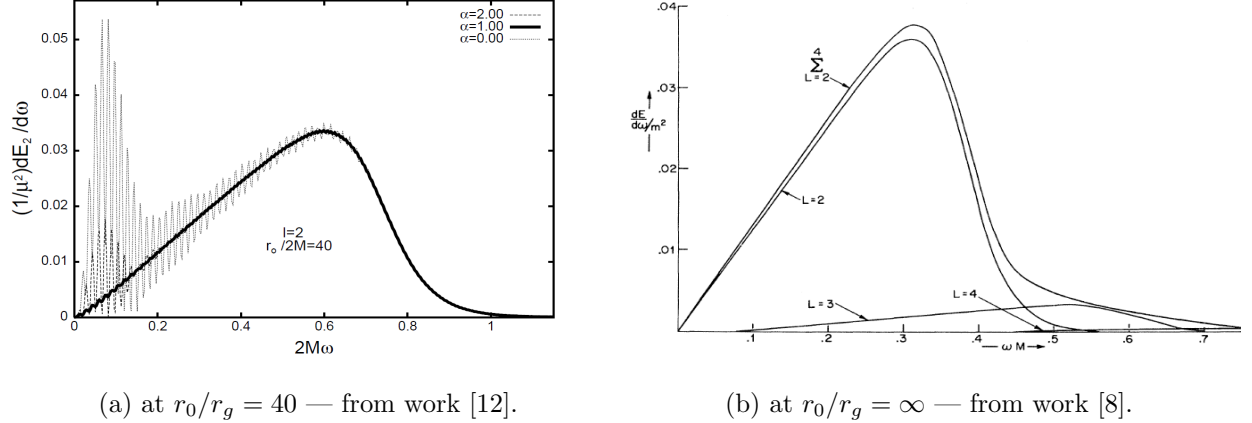 α=2.00
α=1.00
α=0.00
0.05
0.04
0.03
0.02
0.01
0
(1/μ²)dE₂/dω
l=2
rₒ /2M=40
0 0.2 0.4 0.6 0.8 1
2Mω
.04
.03
.02
.01
dE/dω/m²
4
Σ
L=2
L=2
L=3
L=4
.1 .2 .3 .4 .5 .6 0.7
ωM
(a) at r₀/r_g = 40 — from work [12].
(b) at r₀/r_g = ∞ — from work [8].